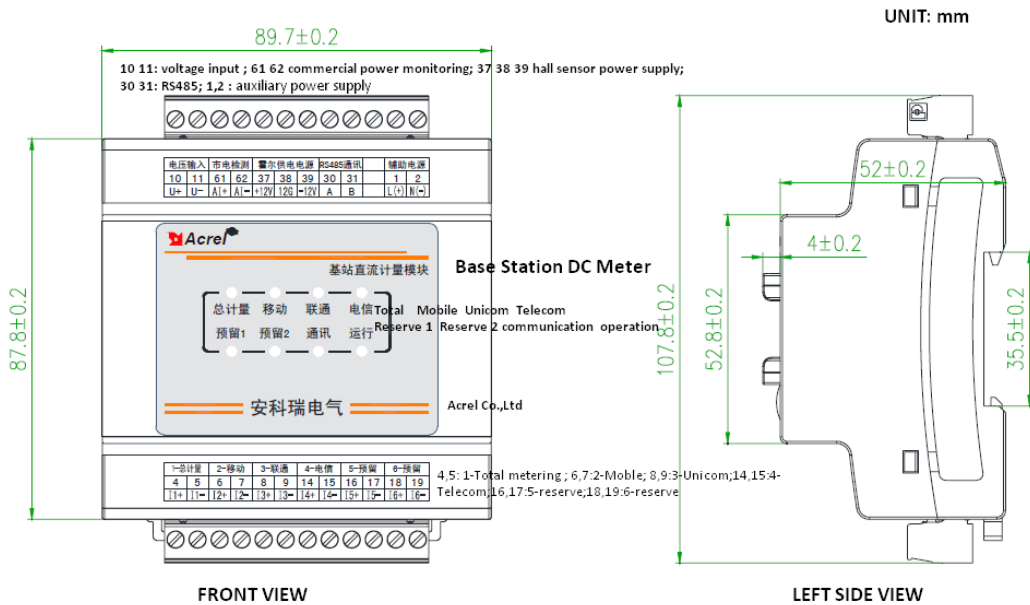 UNIT: mm
89.7±0.2
10 11: voltage input ; 61 62 commercial power monitoring; 37 38 39 hall sensor power supply;
30 31: RS485; 1,2 : auxiliary power supply
电压输入 市电检测 霍尔供电电源 RS485通讯 辅助电源
10 11 61 62 37 38 39 30 31 1 2
U+ U- AI+ AI- +12V 12G -12V A B L(+) N(-)
52±0.2
4±0.2
Acrel
基站直流计量模块
Base Station DC Meter
总计量 移动 联通 电信
Total Mobile Unicom Telecom
预留1 预留2 通讯 运行
Reserve 1 Reserve 2 communication operation
87.8±0.2
107.8±0.2
52.8±0.2
35.5±0.2
安科瑞电气
Acrel Co.,Ltd
1-总计量 2-移动 3-联通 4-电信 5-预留 6-预留
4 5 6 7 8 9 14 15 16 17 18 19
I1+ I1- I2+ I2- I3+ I3- I4+ I4- I5+ I5- I6+ I6-
4,5: 1-Total metering ; 6,7:2-Moble; 8,9:3-Unicom;14,15:4-
Telecom;16,17:5-reserve;18,19:6-reserve
FRONT VIEW
LEFT SIDE VIEW